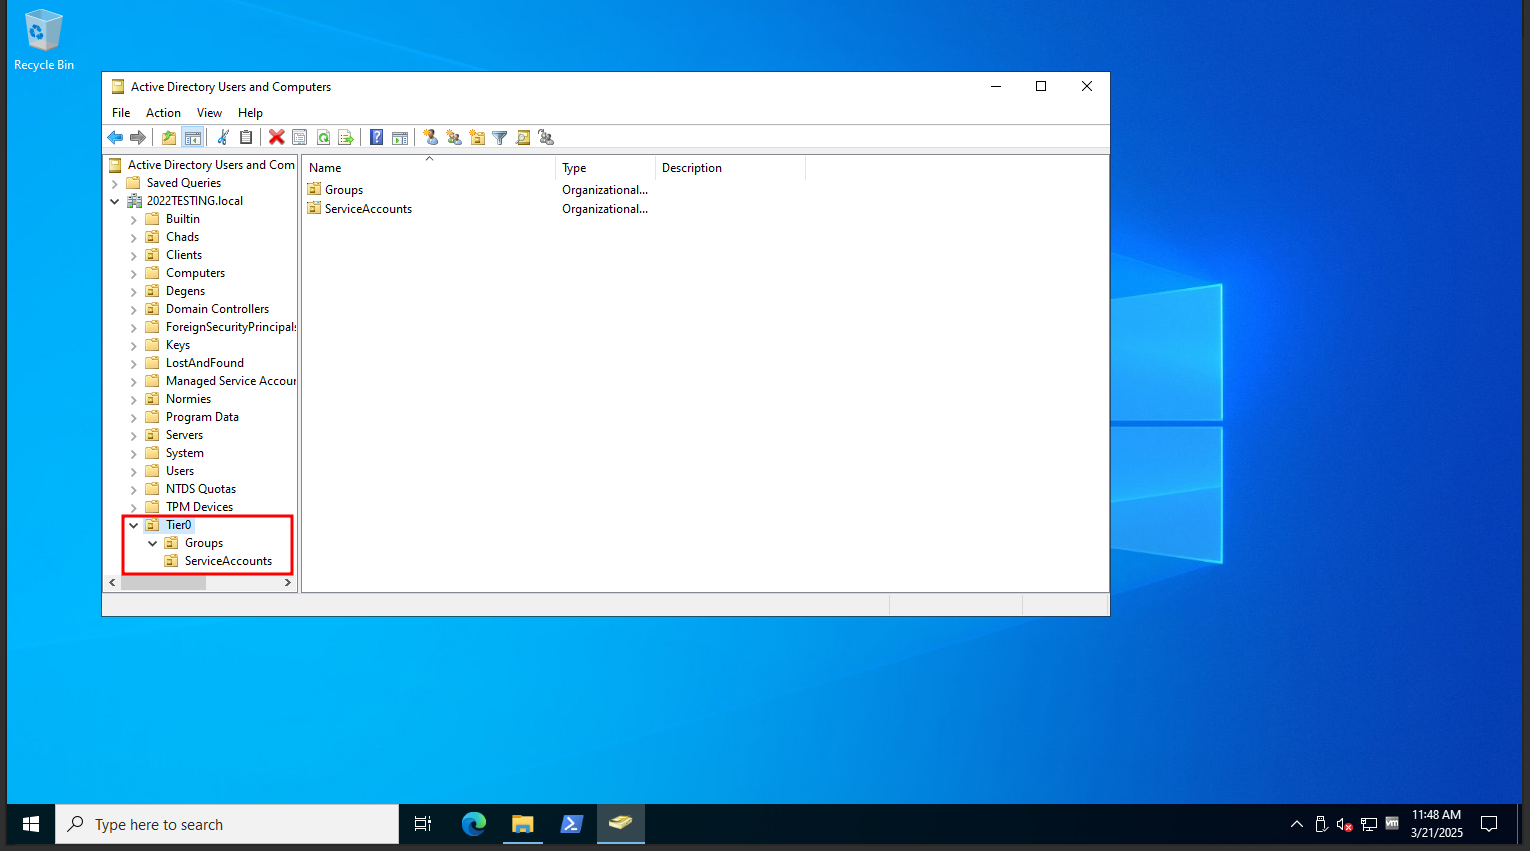 Recycle Bin
Active Directory Users and Computers
File Action View Help
Active Directory Users and Com
Name Type Description
Saved Queries
2022TESTING.local
Builtin
Chads
Clients
Computers
Degens
Domain Controllers
ForeignSecurityPrincipals
Keys
LostAndFound
Managed Service Accour
Normies
Program Data
Servers
System
Users
NTDS Quotas
TPM Devices
Tier0
Groups
ServiceAccounts
Groups Organizational...
ServiceAccounts Organizational...
Type here to search
vm
11:48 AM
3/21/2025